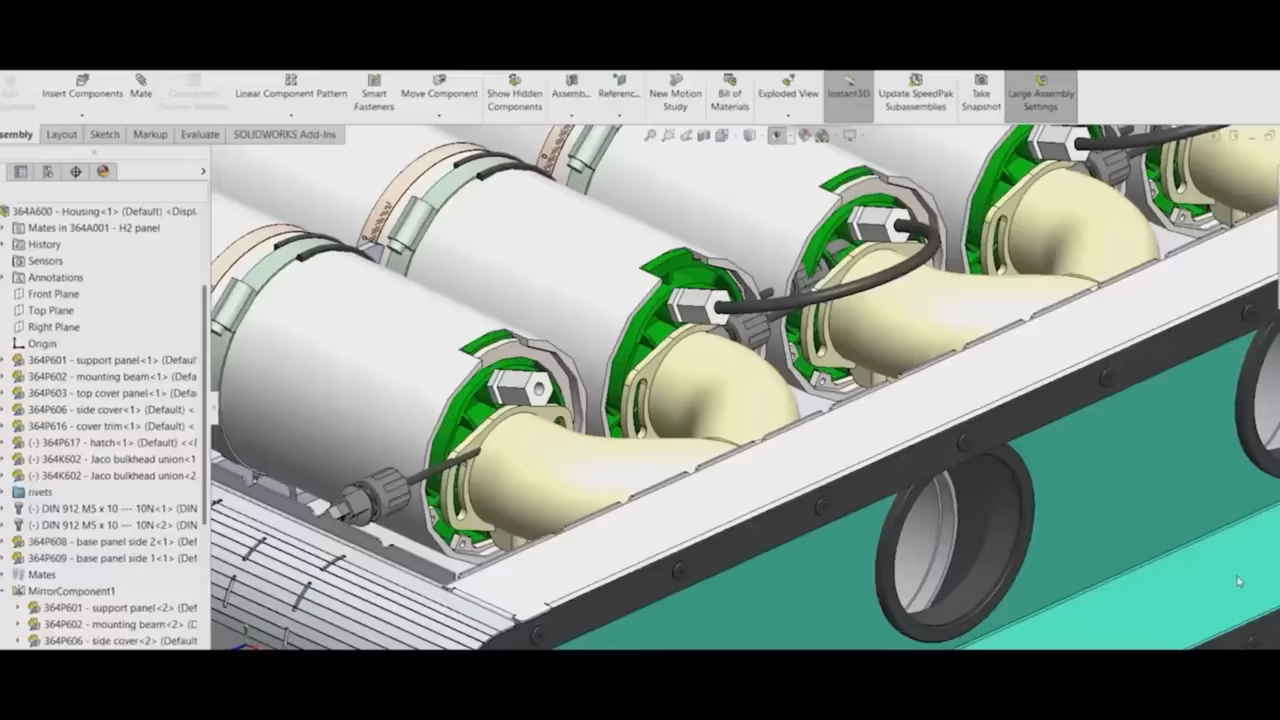 Insert Components
Mate
Linear Component Pattern
Smart
Fasteners
Move Component
Show Hidden
Components
Assemb...
Referenc...
New Motion
Study
Bill of
Materials
Exploded View
Instant3D
Update SpeedPak
Subassemblies
Take
Snapshot
Large Assembly
Settings
sembly
Layout
Sketch
Markup
Evaluate
SOLIDWORKS Add-Ins
364A600 - Housing<1> (Default) <Displ
Mates in 364A001 - H2 panel
History
Sensors
Annotations
Front Plane
Top Plane
Right Plane
Origin
364P601 - support panel<1> (Defaul
364P602 - mounting beam<1> (Defa
364P603 - top cover panel<1> (Def
364P606 - side cover<1> (Default) <
364P616 - cover trim<1> (Default) <
(-) 364P617 - hatch<1> (Default) <<I
(-) 364K602 - Jaco bulkhead union<1
(-) 364K602 - Jaco bulkhead union<2
rivets
(-) DIN 912 M5 x 10 --- 10N<1> (DIN
(-) DIN 912 M5 x 10 --- 10N<2> (DIN
364P608 - base panel side 2<1> (Def
364P609 - base panel side 1<1> (Def
Mates
MirrorComponent1
364P601 - support panel<2> (Def
364P602 - mounting beam<2> (D
364P606 - side cover<2> (Default